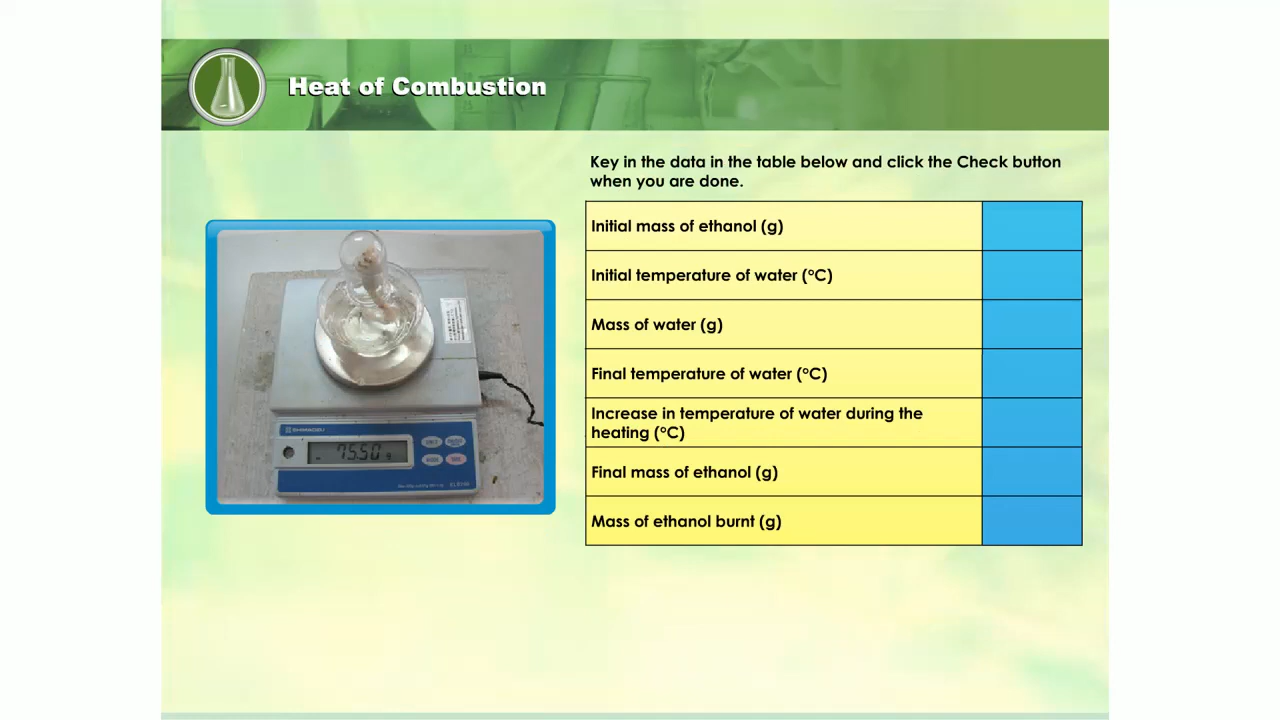 Heat of Combustion
Key in the data in the table below and click the Check button
when you are done.
Initial mass of ethanol (g)
Initial temperature of water (°C)
Mass of water (g)
Final temperature of water (°C)
Increase in temperature of water during the
heating (°C)
Final mass of ethanol (g)
Mass of ethanol burnt (g)
SHIMADZU
75.50 g